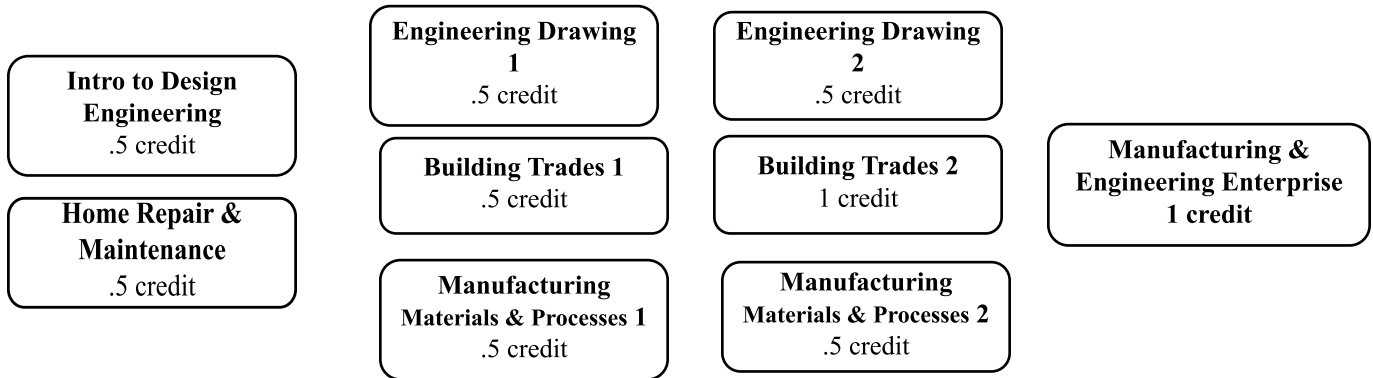 Intro to Design
Engineering
.5 credit
Home Repair &
Maintenance
.5 credit
Engineering Drawing
1
.5 credit
Building Trades 1
.5 credit
Manufacturing
Materials & Processes 1
.5 credit
Engineering Drawing
2
.5 credit
Building Trades 2
1 credit
Manufacturing
Materials & Processes 2
.5 credit
Manufacturing &
Engineering Enterprise
1 credit